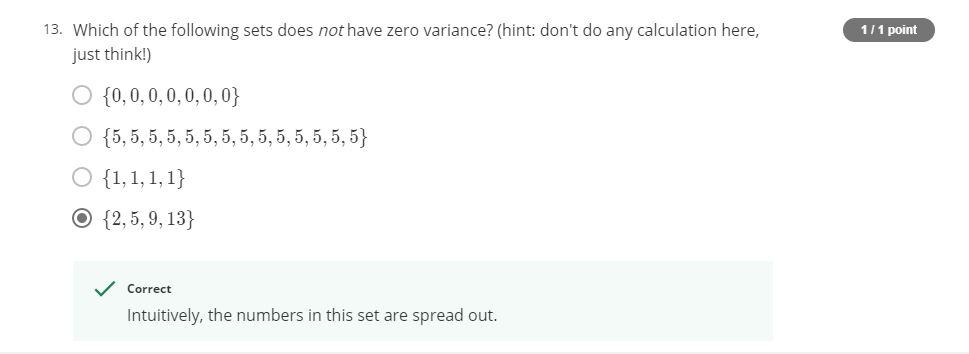 13. Which of the following sets does not have zero variance? (hint: don't do any calculation here,
just think!)
1 / 1 point
{0, 0, 0, 0, 0, 0, 0}
{5, 5, 5, 5, 5, 5, 5, 5, 5, 5, 5, 5, 5, 5}
{1, 1, 1, 1}
{2, 5, 9, 13}
Correct
Intuitively, the numbers in this set are spread out.